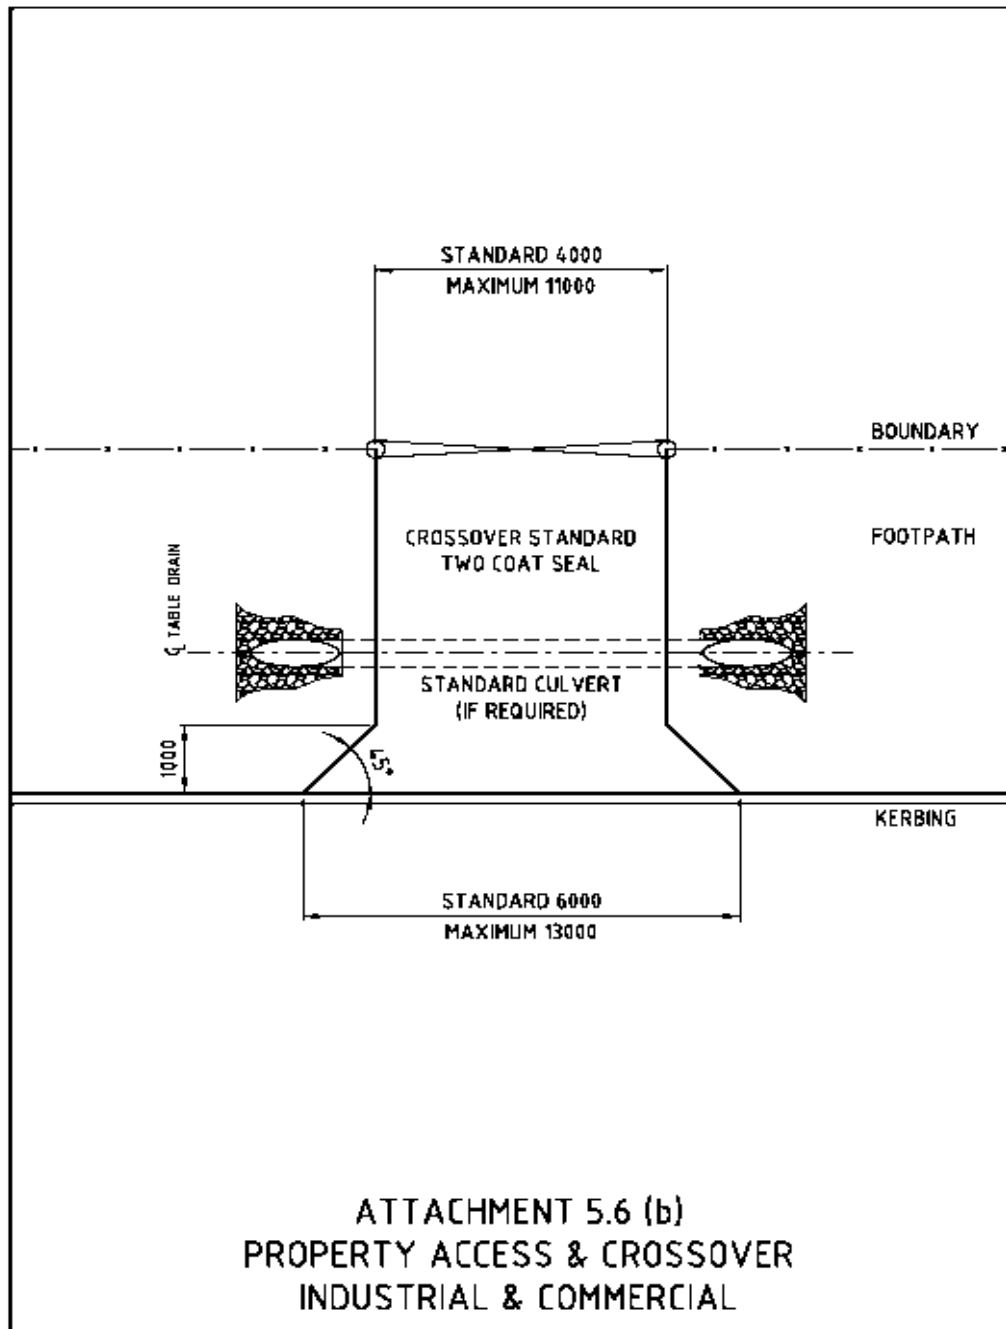 STANDARD 4000
MAXIMUM 11000
BOUNDARY
CROSSOVER STANDARD
TWO COAT SEAL
FOOTPATH
℄ TABLE DRAIN
STANDARD CULVERT
(IF REQUIRED)
1000
45°
KERBING
STANDARD 6000
MAXIMUM 13000
ATTACHMENT 5.6 (b)
PROPERTY ACCESS & CROSSOVER
INDUSTRIAL & COMMERCIAL